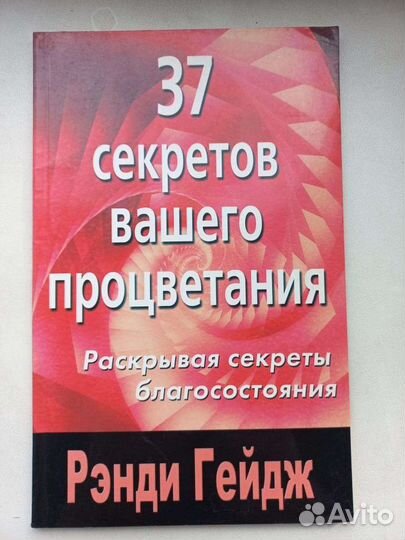 37
секретов
вашего
процветания
Раскрывая секреты
благосостояния
Рэнди Гейдж
Avito